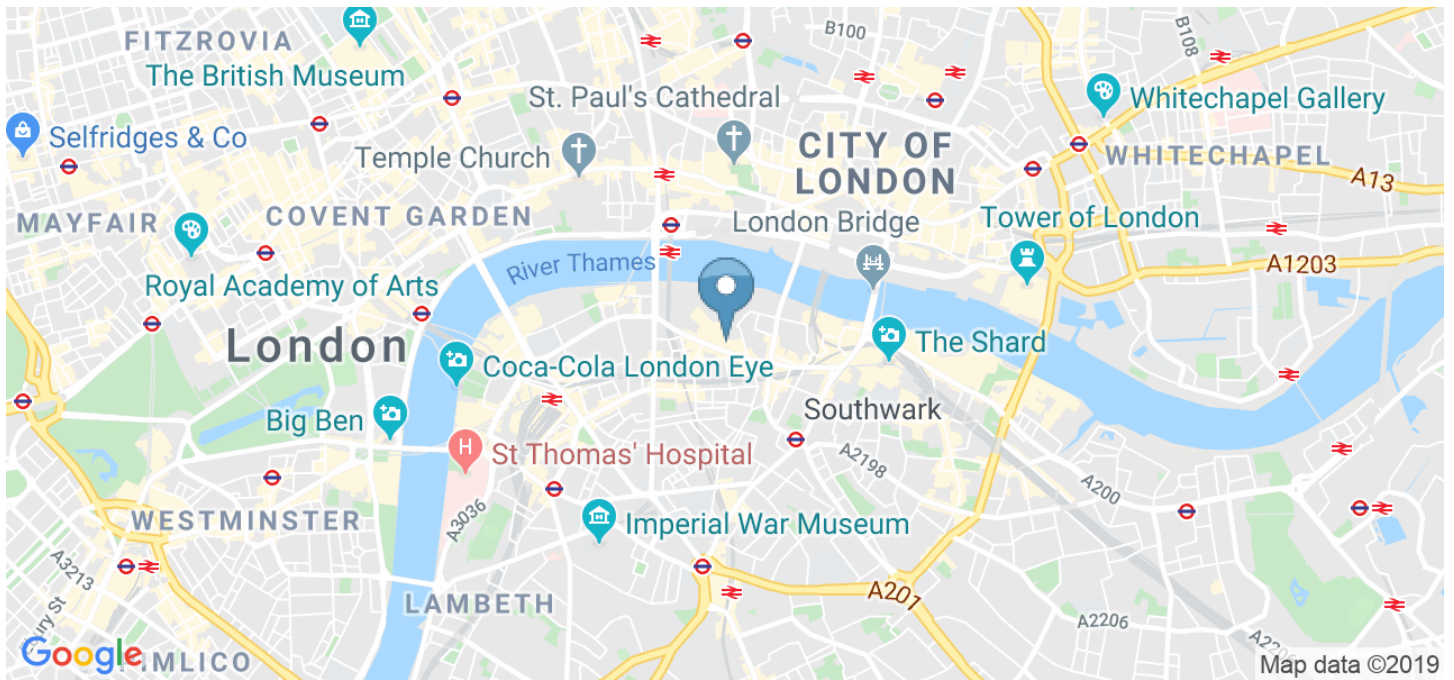 FITZROVIA
The British Museum
B100
B108
St. Paul's Cathedral
Whitechapel Gallery
Selfridges & Co
Temple Church
CITY OF
LONDON
WHITECHAPEL
A13
MAYFAIR
COVENT GARDEN
London Bridge
Tower of London
River Thames
A1203
Royal Academy of Arts
London
The Shard
Coca-Cola London Eye
Big Ben
Southwark
H
St Thomas' Hospital
A2198
A200
A3036
WESTMINSTER
Imperial War Museum
A3213
A201
LAMBETH
A2206
Google
Map data ©2019